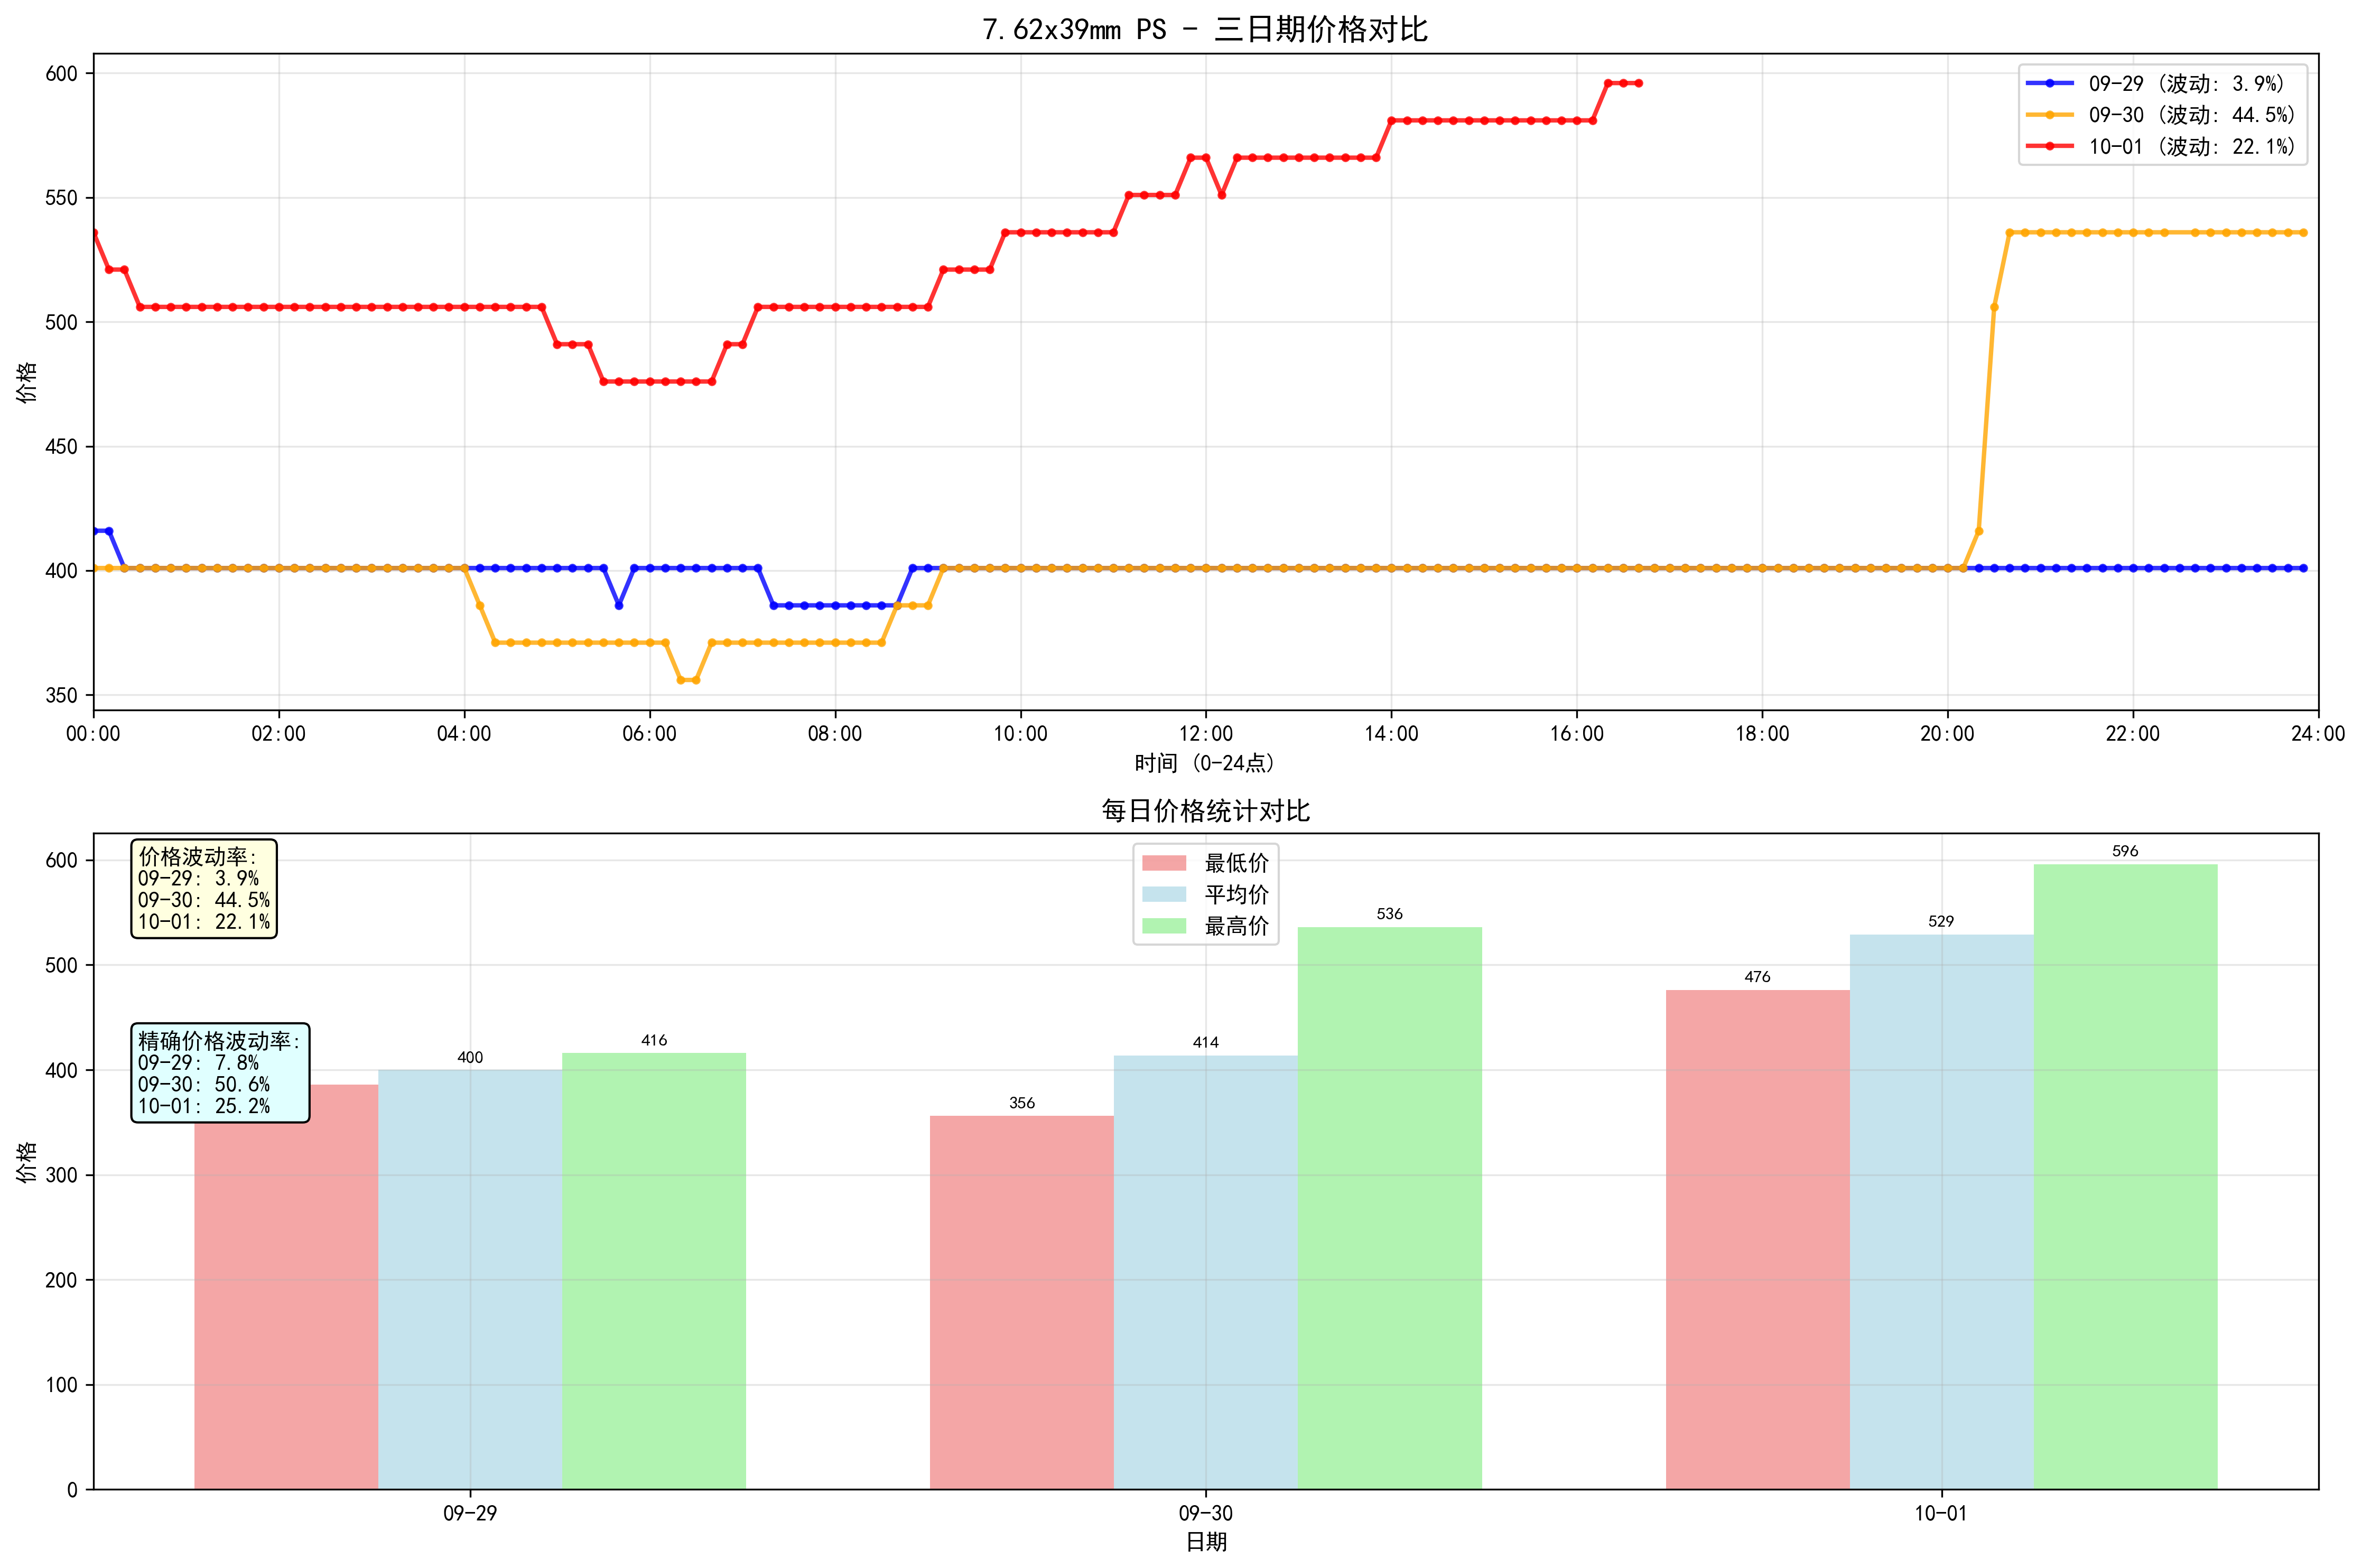 7.62x39mm PS - 三日期价格对比
价格
600
550
500
450
400
350
09-29 (波动: 3.9%)
09-30 (波动: 44.5%)
10-01 (波动: 22.1%)
00:00 02:00 04:00 06:00 08:00 10:00 12:00 14:00 16:00 18:00 20:00 22:00 24:00
时间 (0-24点)
每日价格统计对比
价格
600
500
400
300
200
100
0
价格波动率:
09-29: 3.9%
09-30: 44.5%
10-01: 22.1%
精确价格波动率:
09-29: 7.8%
09-30: 50.6%
10-01: 25.2%
最低价
平均价
最高价
400
416
356
414
536
476
529
596
09-29 09-30 10-01
日期